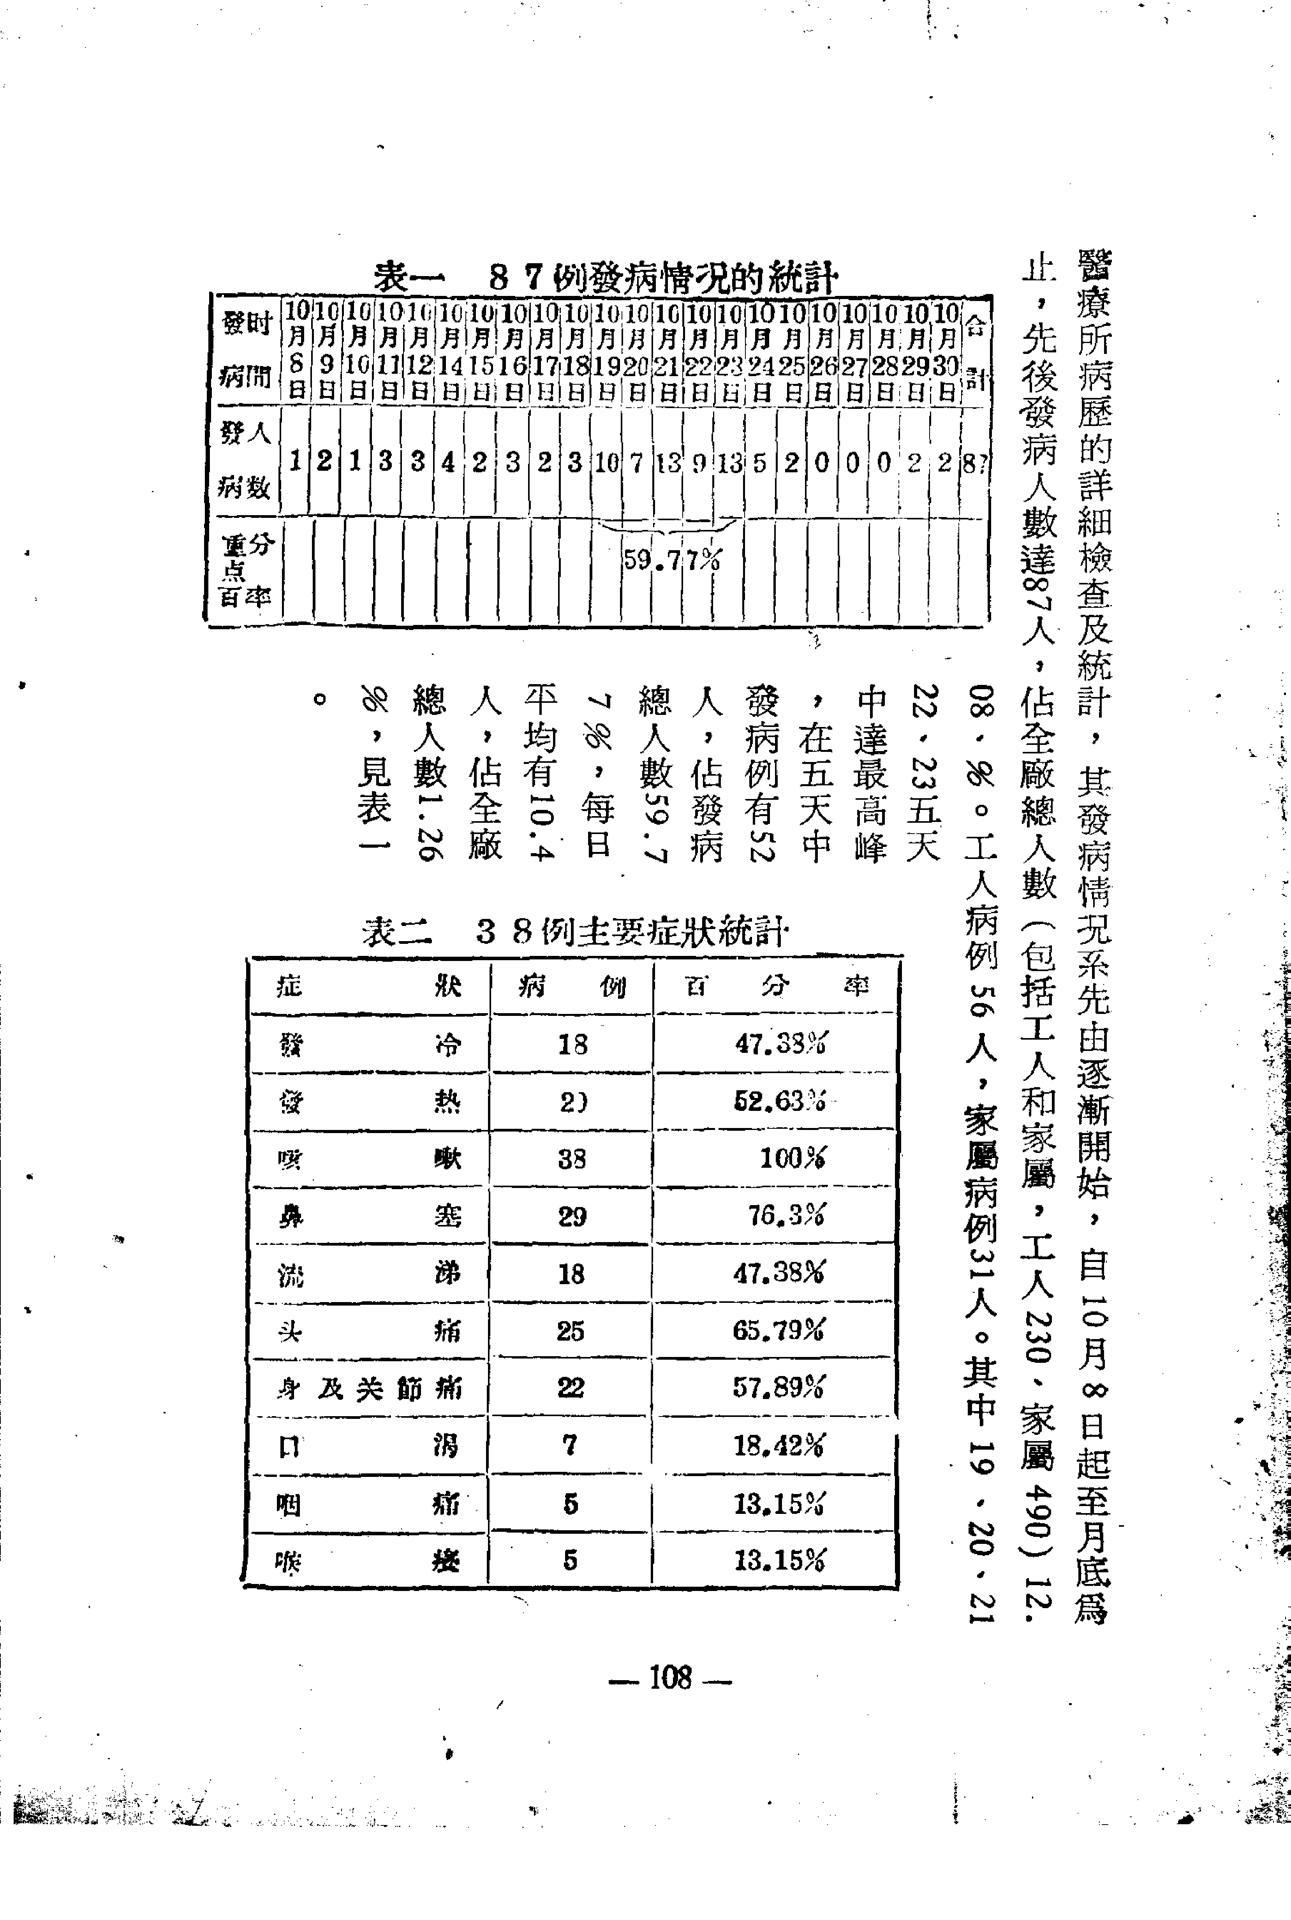 醫療所病歷的詳細檢查及統計，其發病情况系先由逐漸開始，自10月8日起至月底爲
止，先後發病人數達87人，佔全廠總人數（包括工人和家屬，工人230、家屬490）12.
08．%。工人病例56人，家屬病例31人。其中19、20、21
22、23五天
中達最高峰
，在五天中
發病例有52
人，佔發病
總人數59.7
7%，每日
平均有10.4
人，佔全廠
總人數1.26
%，見表一
。
表一 87例發病情况的統計
發病时間 10月8日 10月9日 10月10日 10月11日 10月12日 10月14日 10月15日 10月16日 10月17日 10月18日 10月19日 10月20日 10月21日 10月22日 10月23日 10月24日 10月25日 10月26日 10月27日 10月28日 10月29日 10月30日 合計
發病人数 1 2 1 3 3 4 2 3 2 3 10 7 13 9 13 5 2 0 0 0 2 2 87
重点百分率 59.77%
表二 38例主要症狀統計
症狀 病例 百分率
發冷 18 47.38%
發热 20 52.63%
咳嗽 38 100%
鼻塞 29 76.3%
流涕 18 47.38%
头痛 25 65.79%
身及关節痛 22 57.89%
口渴 7 18.42%
咽痛 5 13.15%
喉痿 5 13.15%
— 108 —